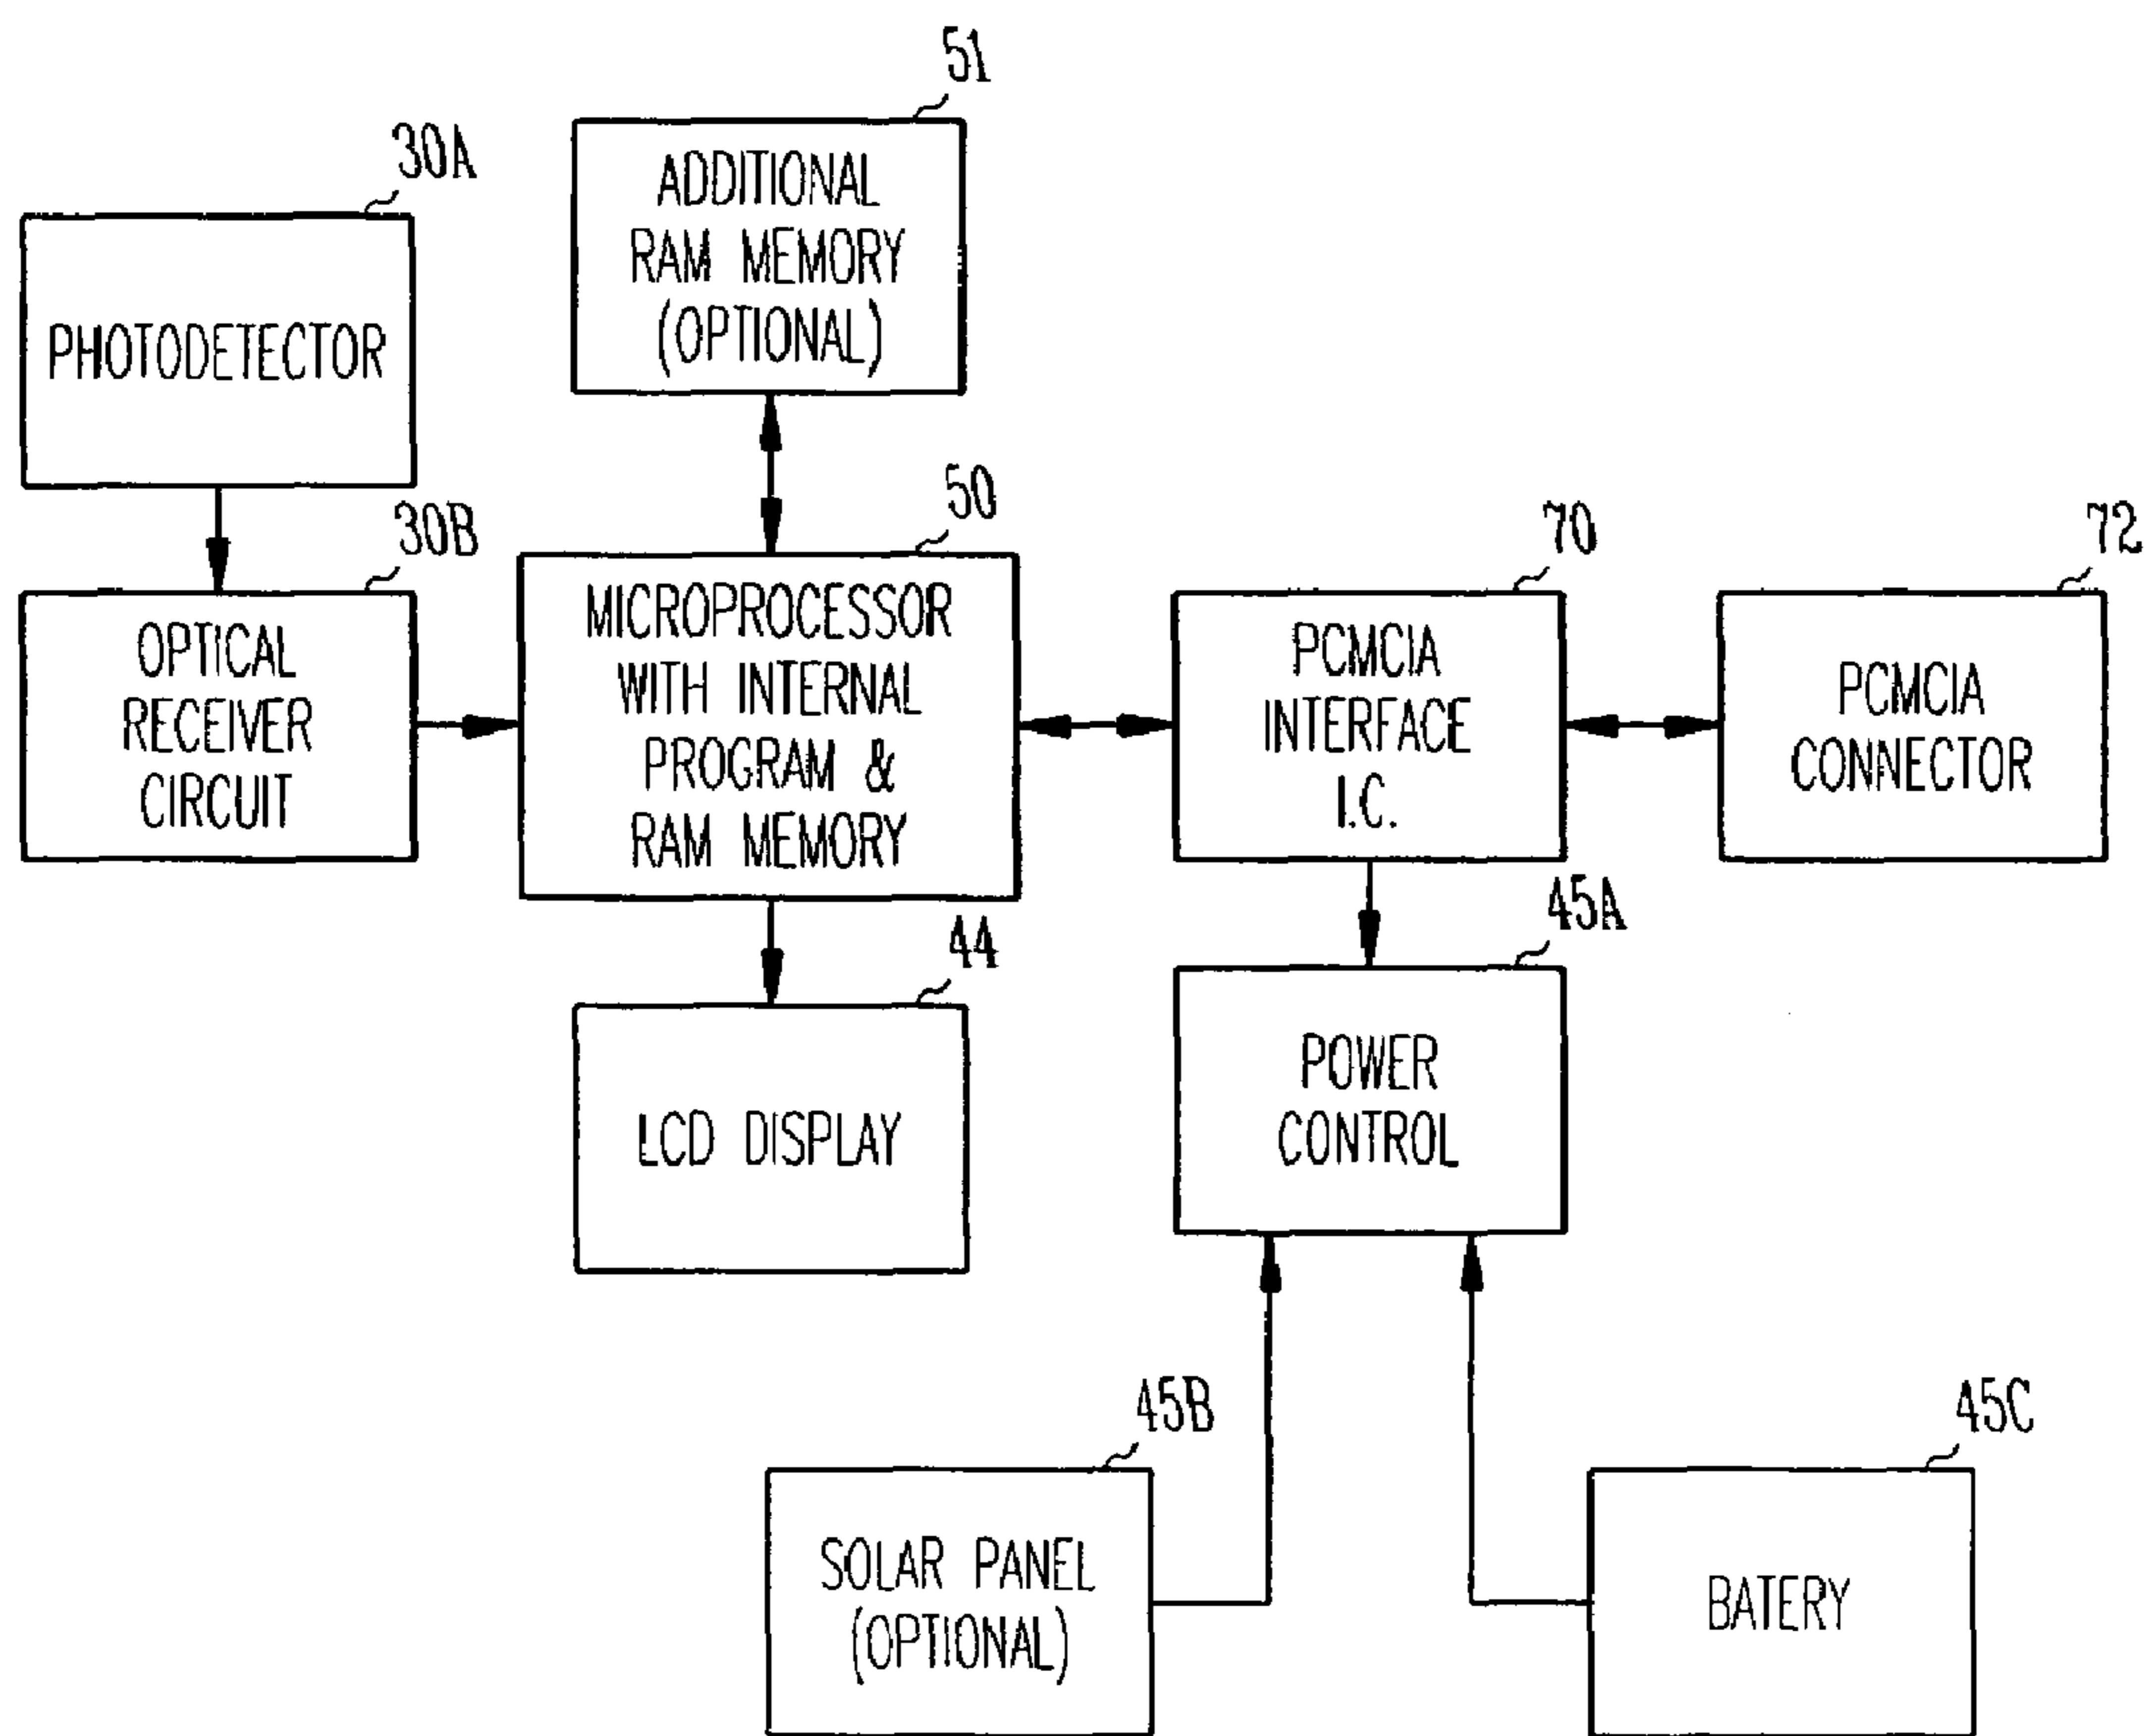 51
ADDITIONAL
RAM MEMORY
(OPTIONAL)
30A
PHOTODETECTOR
30B
OPTICAL
RECEIVER
CIRCUIT
50
MICROPROCESSOR
WITH INTERNAL
PROGRAM &
RAM MEMORY
70
PCMCIA
INTERFACE
I.C.
72
PCMCIA
CONNECTOR
44
LCD DISPLAY
45A
POWER
CONTROL
45B
SOLAR PANEL
(OPTIONAL)
45C
BATERY